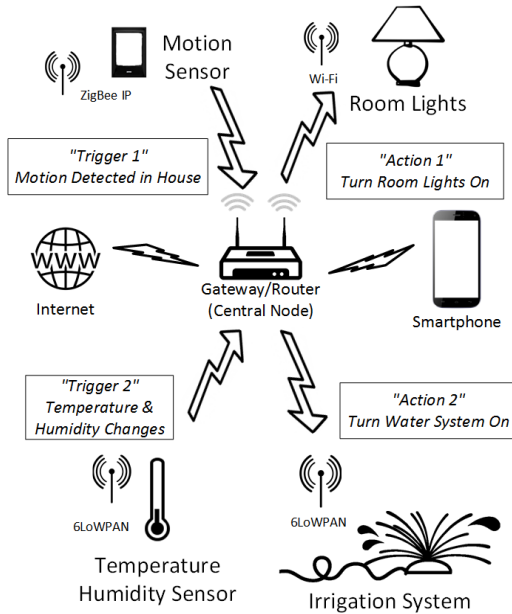 Motion
Sensor
ZigBee IP
Wi-Fi
Room Lights
"Trigger 1"
Motion Detected in House
"Action 1"
Turn Room Lights On
WWW
Internet
Gateway/Router
(Central Node)
Smartphone
"Trigger 2"
Temperature &
Humidity Changes
"Action 2"
Turn Water System On
6LoWPAN
Temperature
Humidity Sensor
6LoWPAN
Irrigation System